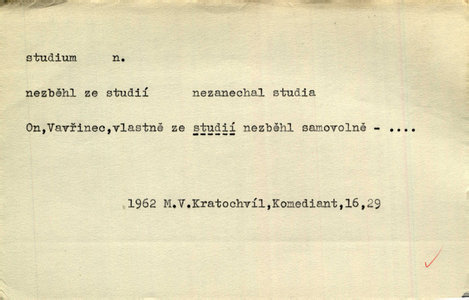 studium n.
nezběhl ze studií nezanechal studia
On,Vavřinec,vlastně ze studií nezběhl samovolně - ....
1962 M.V.Kratochvíl,Komediant,16,29